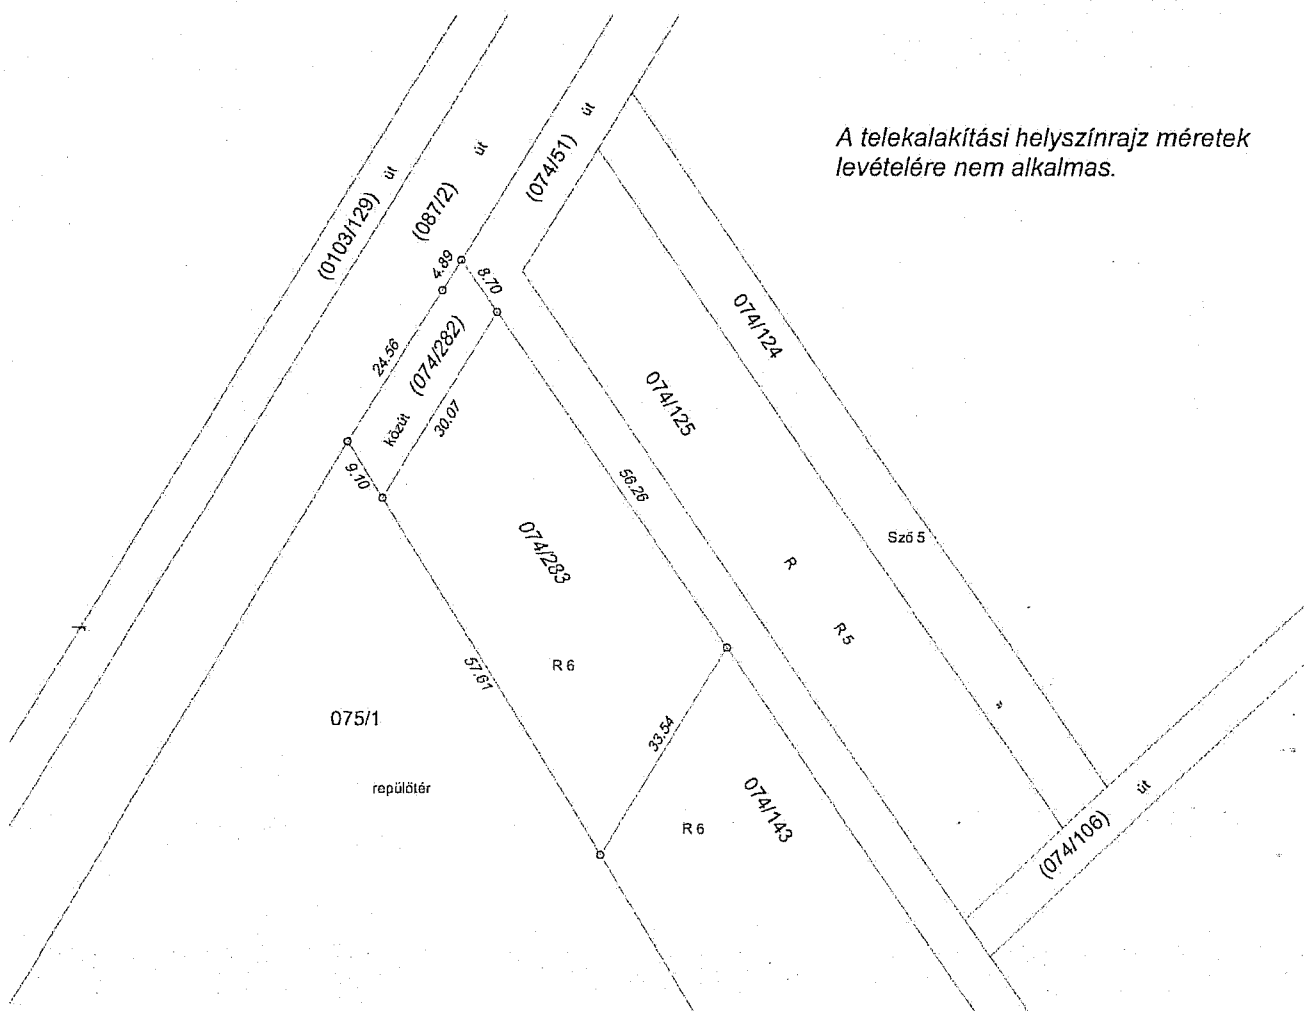 A telekalakítási helyszínrajz méretek
levételére nem alkalmas.
(0103/129) út
(087/2) út
(074/51) út
4.89
8.70
24.56
(074/282)
közút
30.07
9.10
074/124
074/125
56.26
074/283
Sző 5
R
R 5
57.61
R 6
33.54
075/1
repülőtér
R 6
074/143
(074/106) út